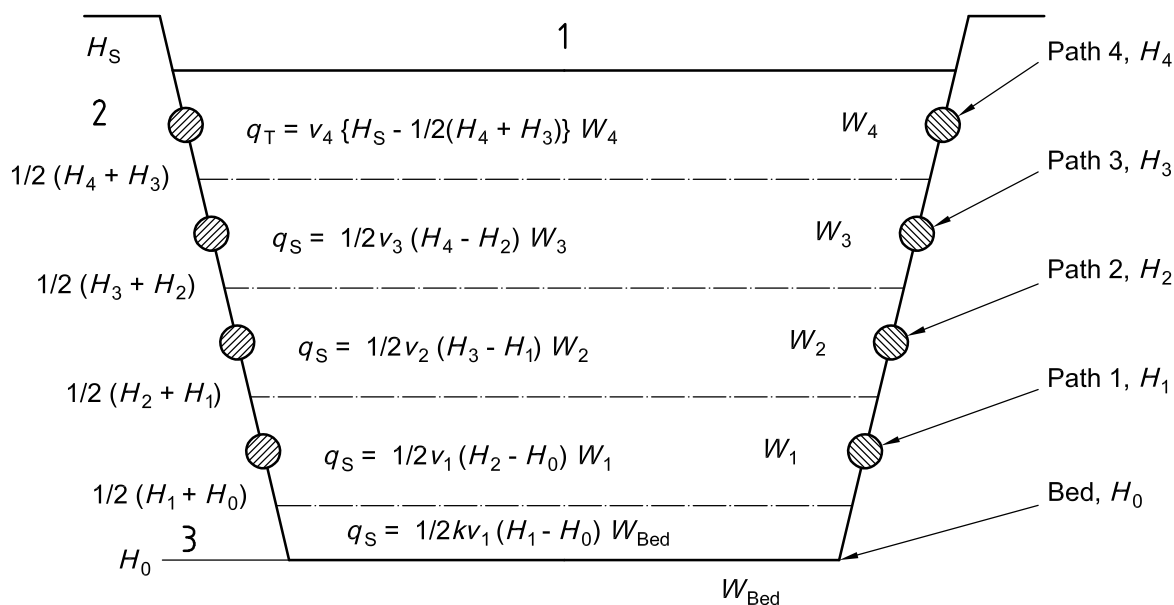 1
H_S
Path 4, H_4
2
q_T = v_4 {H_S - 1/2(H_4 + H_3)} W_4
W_4
1/2 (H_4 + H_3)
Path 3, H_3
q_S = 1/2v_3 (H_4 - H_2) W_3
W_3
1/2 (H_3 + H_2)
Path 2, H_2
q_S = 1/2v_2 (H_3 - H_1) W_2
W_2
1/2 (H_2 + H_1)
Path 1, H_1
q_S = 1/2v_1 (H_2 - H_0) W_1
W_1
1/2 (H_1 + H_0)
Bed, H_0
q_S = 1/2kv_1 (H_1 - H_0) W_Bed
3
H_0
W_Bed